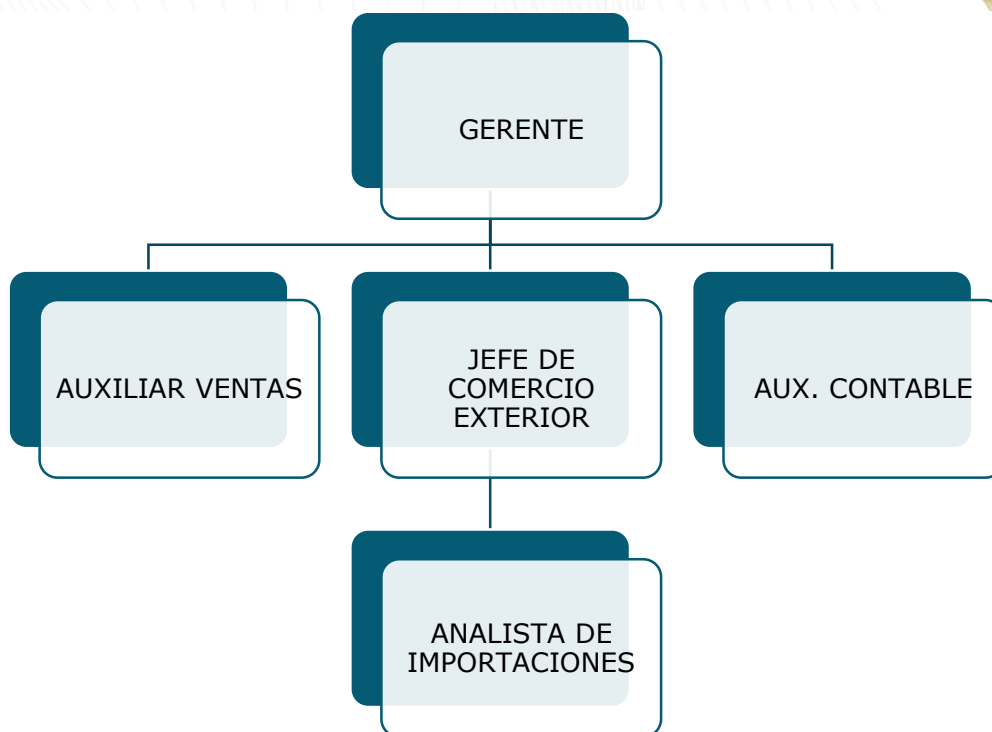 GERENTE
AUXILIAR VENTAS
JEFE DE
COMERCIO
EXTERIOR
AUX. CONTABLE
ANALISTA DE
IMPORTACIONES